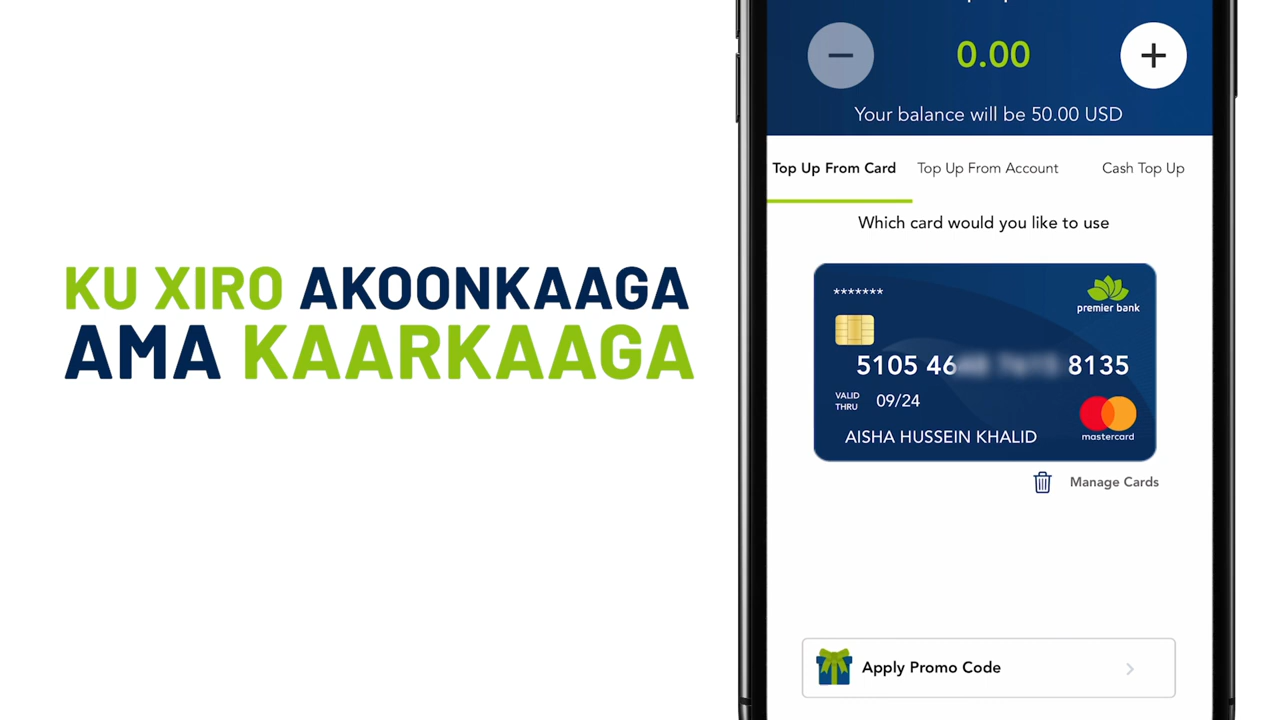 KU XIRO AKOONKAAGA
AMA KAARKAAGA
0.00
Your balance will be 50.00 USD
Top Up From Card
Top Up From Account
Cash Top Up
Which card would you like to use
*******
premier bank
5105 46 8135
VALID
THRU
09/24
AISHA HUSSEIN KHALID
mastercard
Manage Cards
Apply Promo Code